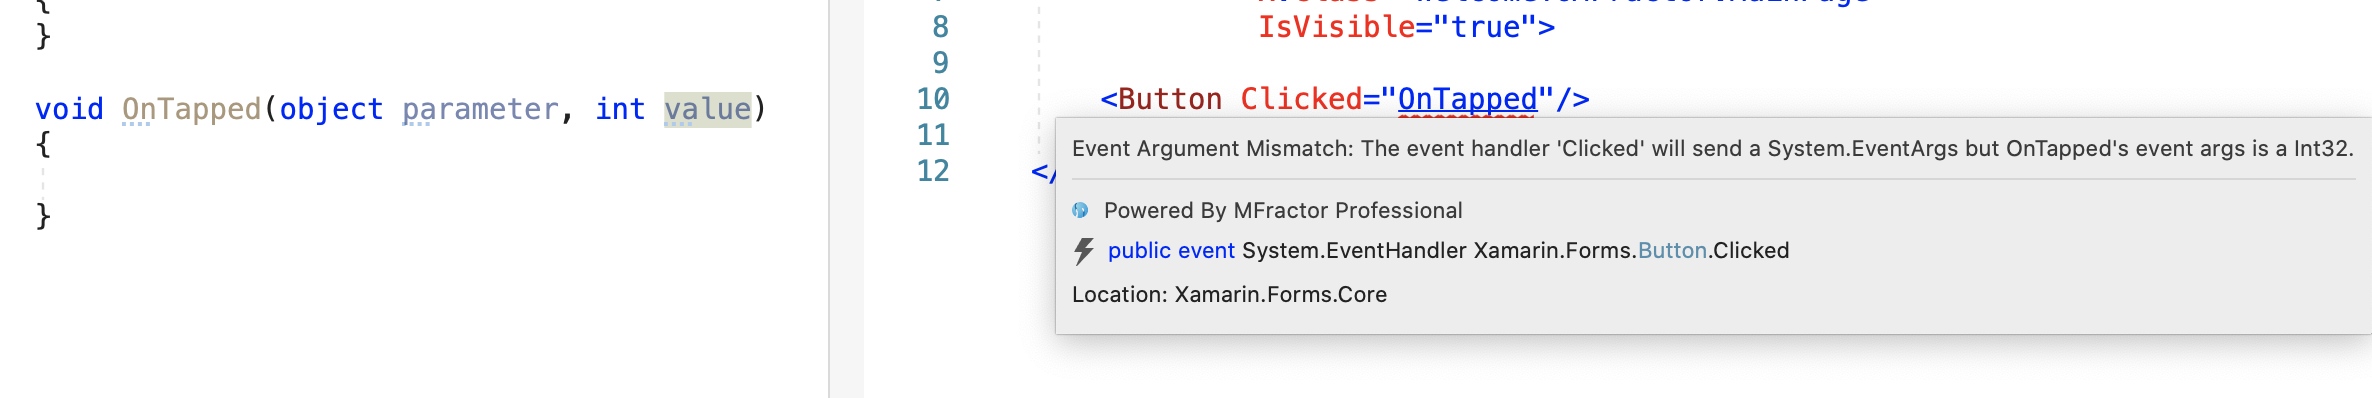 {
}
void OnTapped(object parameter, int value)
{
}
8 IsVisible="true">
9
10 <Button Clicked="OnTapped"/>
11
12 </
Event Argument Mismatch: The event handler 'Clicked' will send a System.EventArgs but OnTapped's event args is a Int32.
Powered By MFractor Professional
public event System.EventHandler Xamarin.Forms.Button.Clicked
Location: Xamarin.Forms.Core